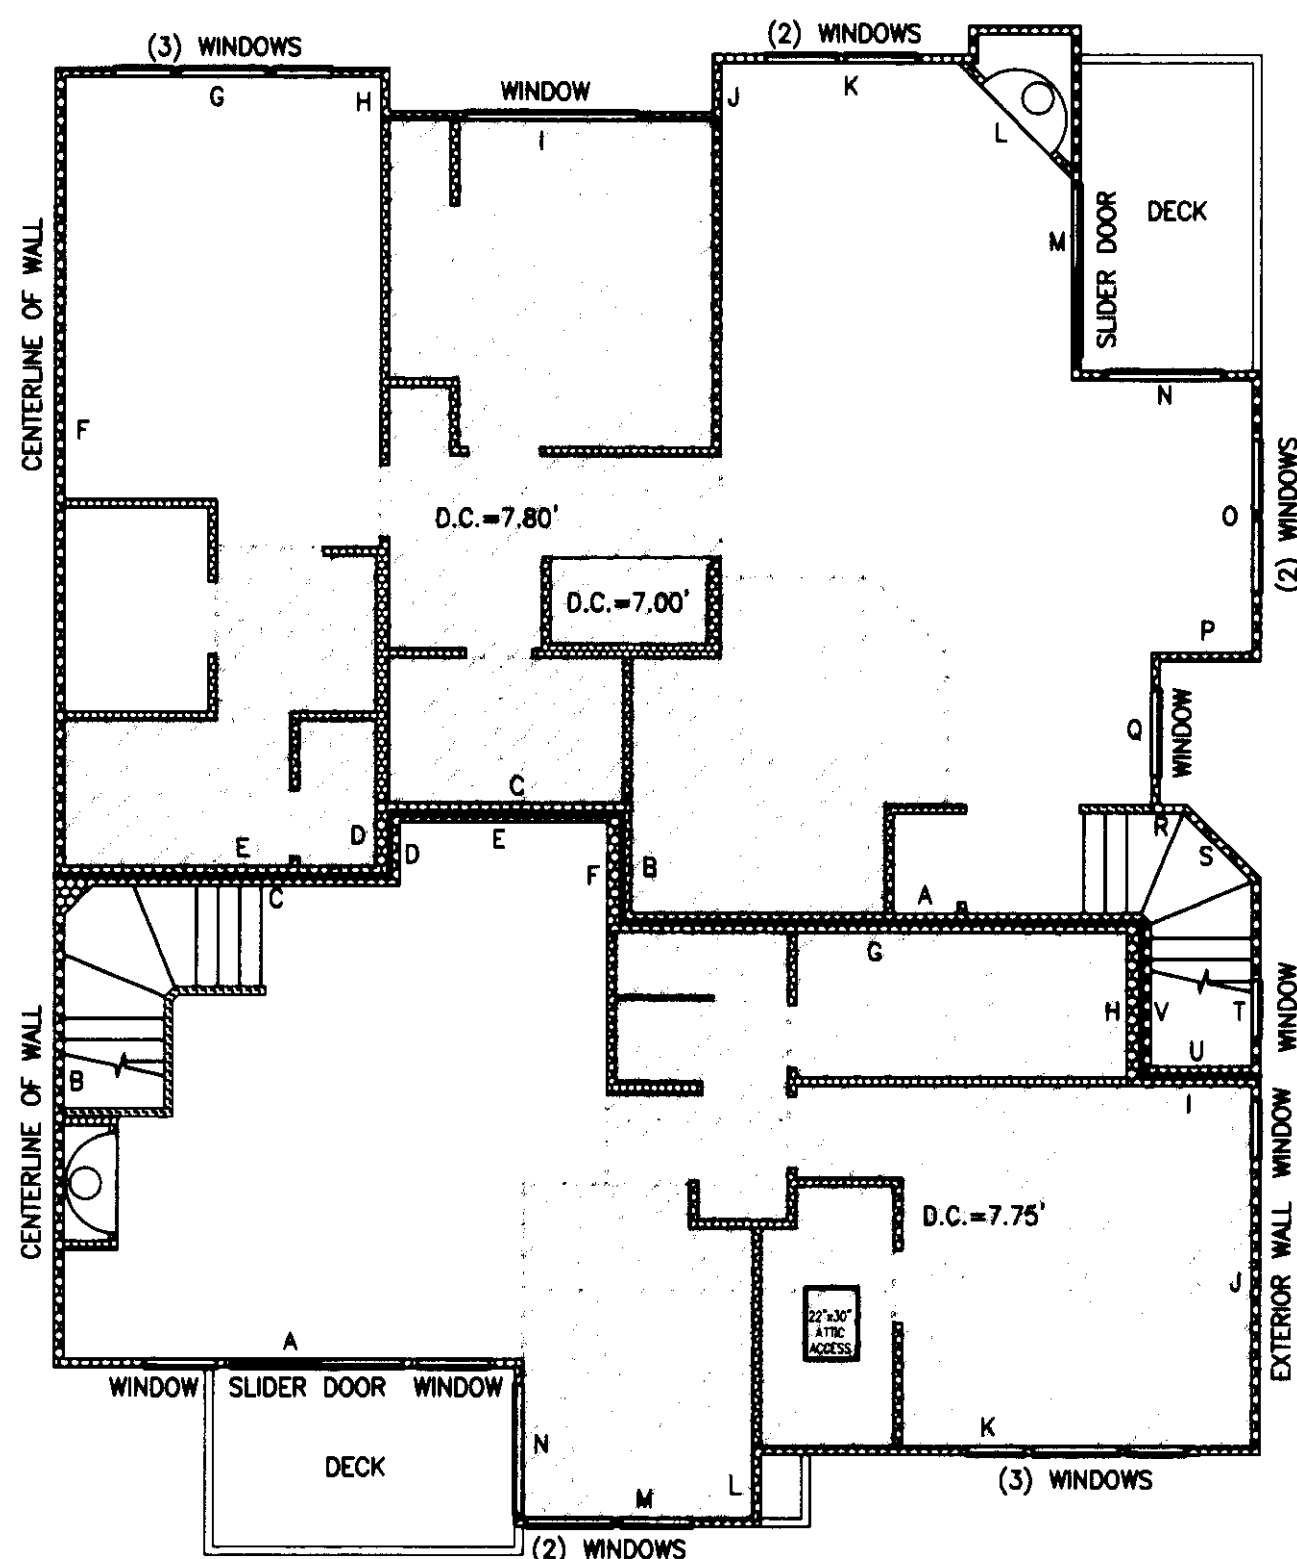 (3) WINDOWS
(2) WINDOWS
WINDOW
G
H
J
K
I
L
DECK
M
SLIDER DOOR
CENTERLINE OF WALL
F
N
O
(2) WINDOWS
D.C.=7.80'
D.C.=7.00'
P
Q
WINDOW
C
E
D
D
E
F
B
A
R
S
C
G
H
V
T
WINDOW
U
B
CENTERLINE OF WALL
I
EXTERIOR WALL WINDOW
D.C.=7.75'
J
22"x30"
ATTIC
ACCESS
A
WINDOW
SLIDER DOOR
WINDOW
N
K
DECK
(3) WINDOWS
L
M
(2) WINDOWS